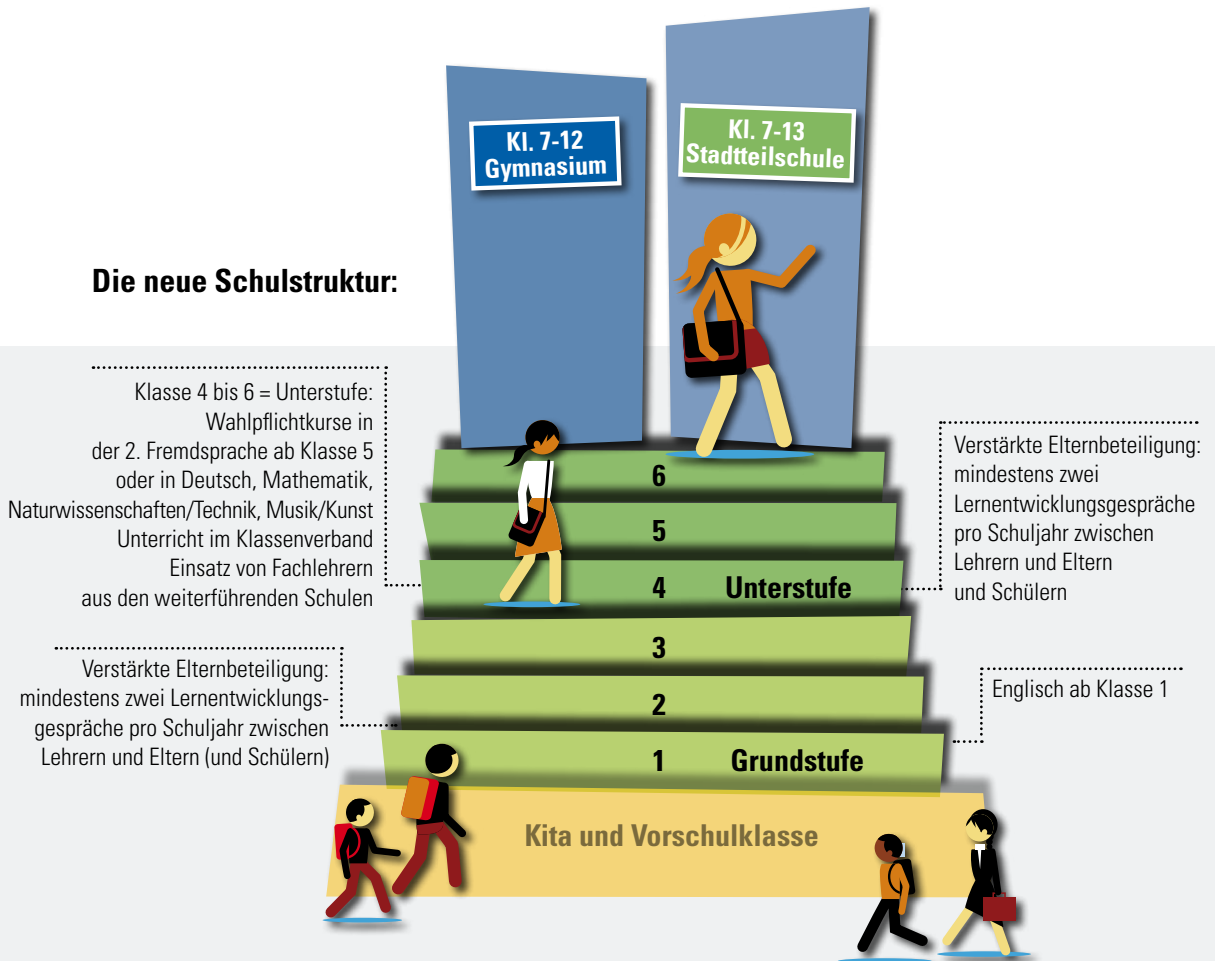 Kl. 7-12
Gymnasium
Kl. 7-13
Stadtteilschule
Die neue Schulstruktur:
Klasse 4 bis 6 = Unterstufe:
Wahlpflichtkurse in
der 2. Fremdsprache ab Klasse 5
oder in Deutsch, Mathematik,
Naturwissenschaften/Technik, Musik/Kunst
Unterricht im Klassenverband
Einsatz von Fachlehrern
aus den weiterführenden Schulen
Verstärkte Elternbeteiligung:
mindestens zwei
Lernentwicklungsgespräche
pro Schuljahr zwischen
Lehrern und Eltern
und Schülern
6
5
4 Unterstufe
3
2
1 Grundstufe
Verstärkte Elternbeteiligung:
mindestens zwei Lernentwicklungs-
gespräche pro Schuljahr zwischen
Lehrern und Eltern (und Schülern)
Englisch ab Klasse 1
Kita und Vorschulklasse